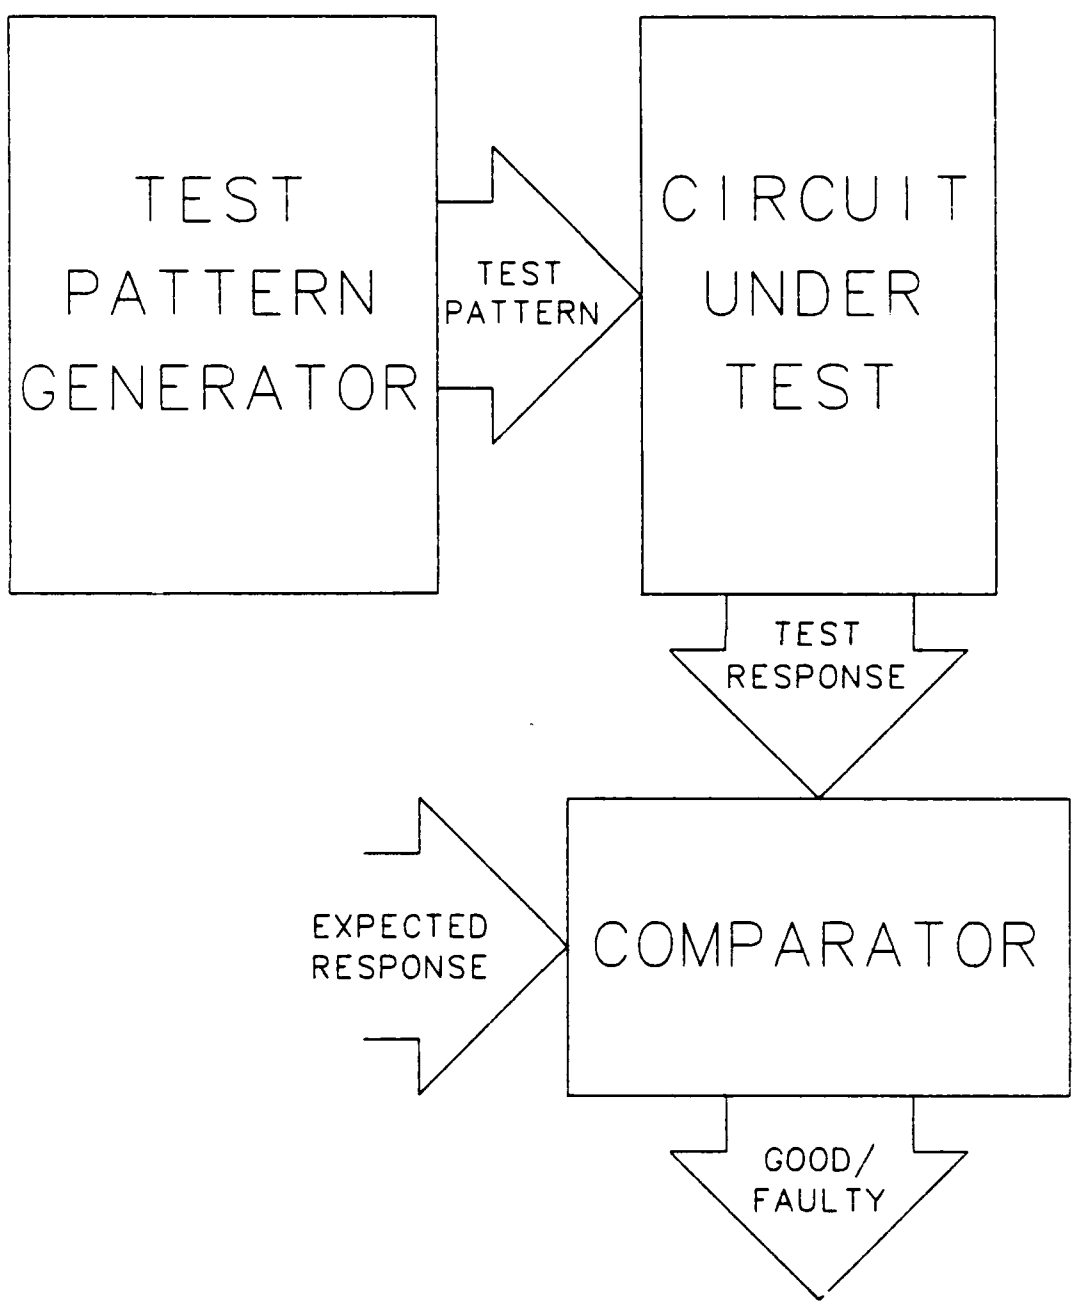 TEST
PATTERN
GENERATOR
TEST
PATTERN
CIRCUIT
UNDER
TEST
TEST
RESPONSE
EXPECTED
RESPONSE
COMPARATOR
GOOD/
FAULTY